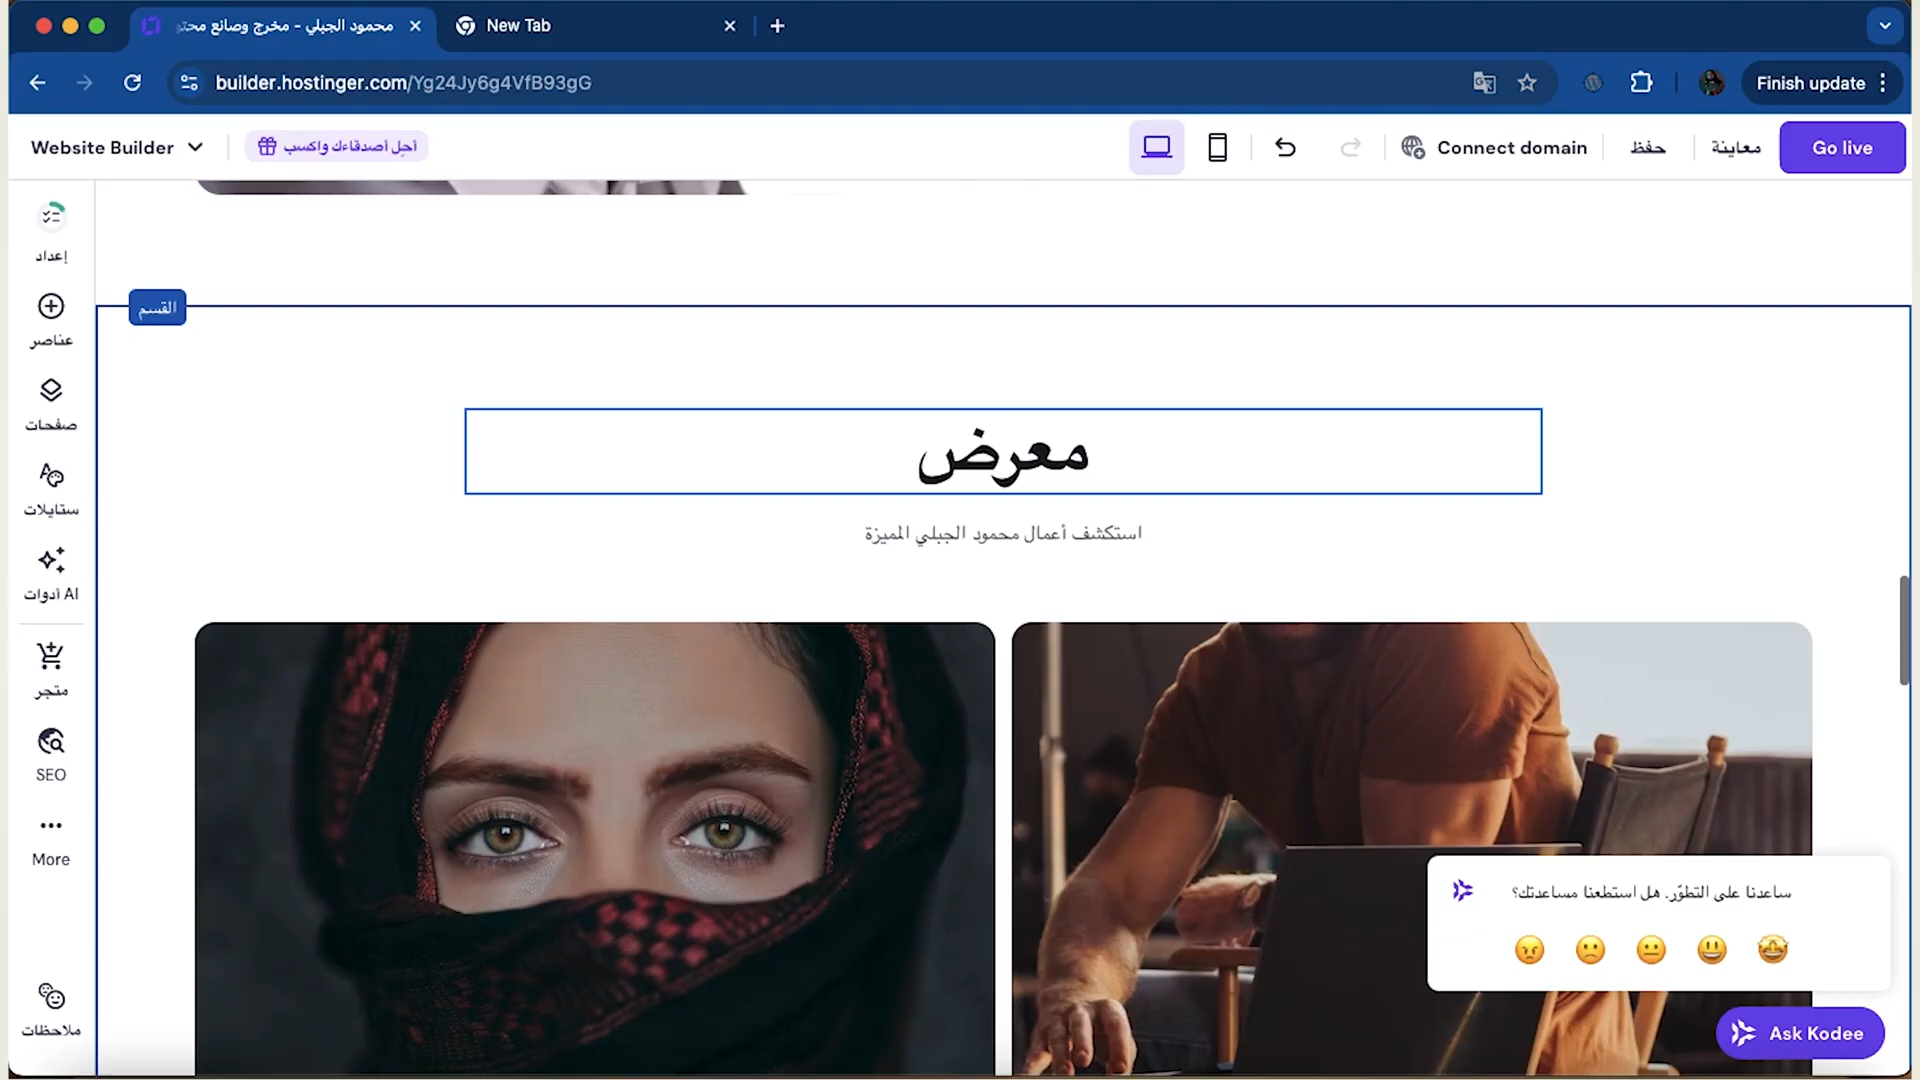 محمود الجبلي - مخرج وصانع محتو
New Tab
builder.hostinger.com/Yg24Jy6g4VfB93gG
Finish update
Website Builder
أحِل أصدقاءك واكسب
Connect domain
حفظ
معاينة
Go live
إعداد
عناصر
صفحات
ستايلات
AI أدوات
متجر
SEO
More
ملاحظات
القسم
معرض
استكشف أعمال محمود الجبلي المميزة
ساعدنا على التطوّر. هل استطعنا مساعدتك؟
Ask Kodee